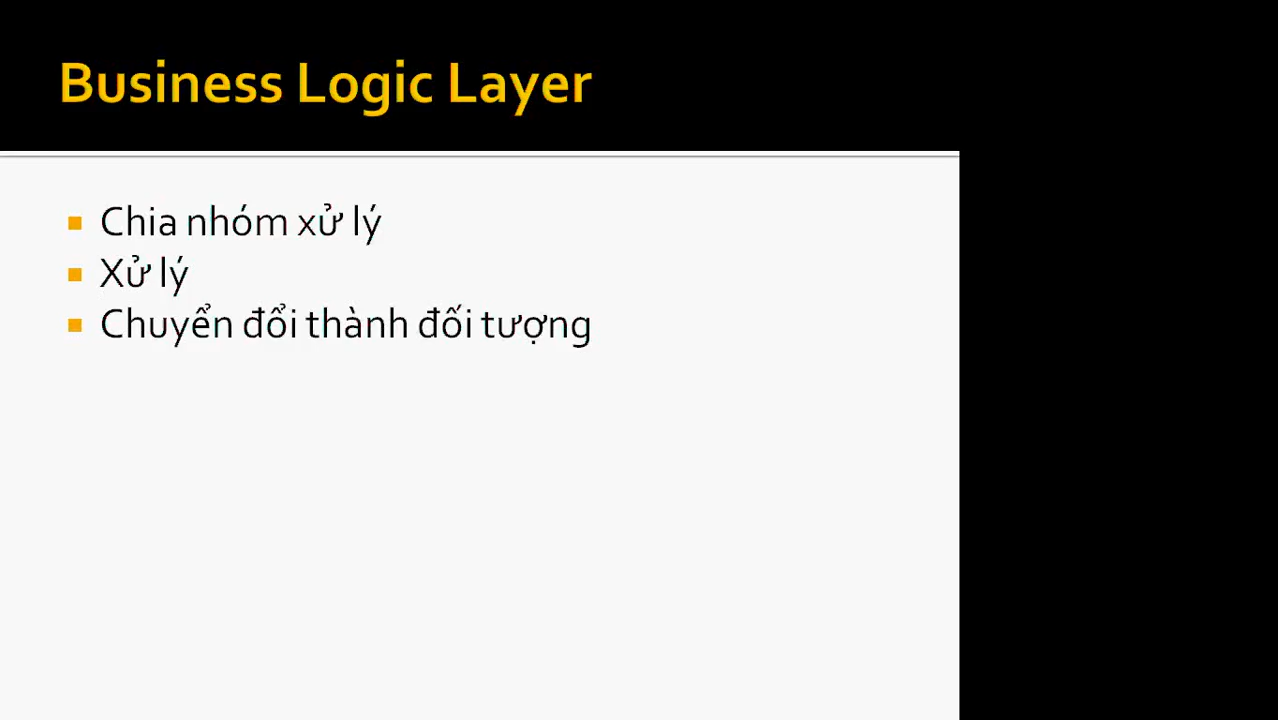 Business Logic Layer
Chia nhóm xử lý
Xử lý
Chuyển đổi thành đối tượng